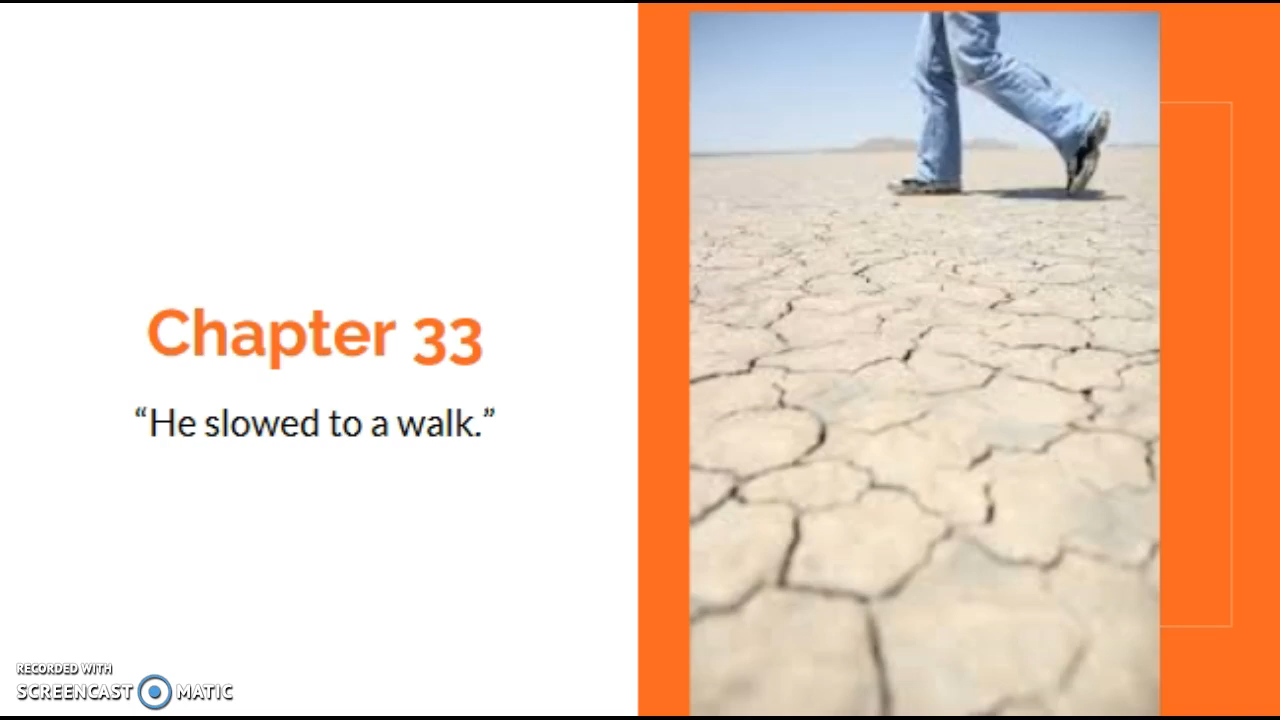 Chapter 33
“He slowed to a walk.”
RECORDED WITH
SCREENCAST MATIC